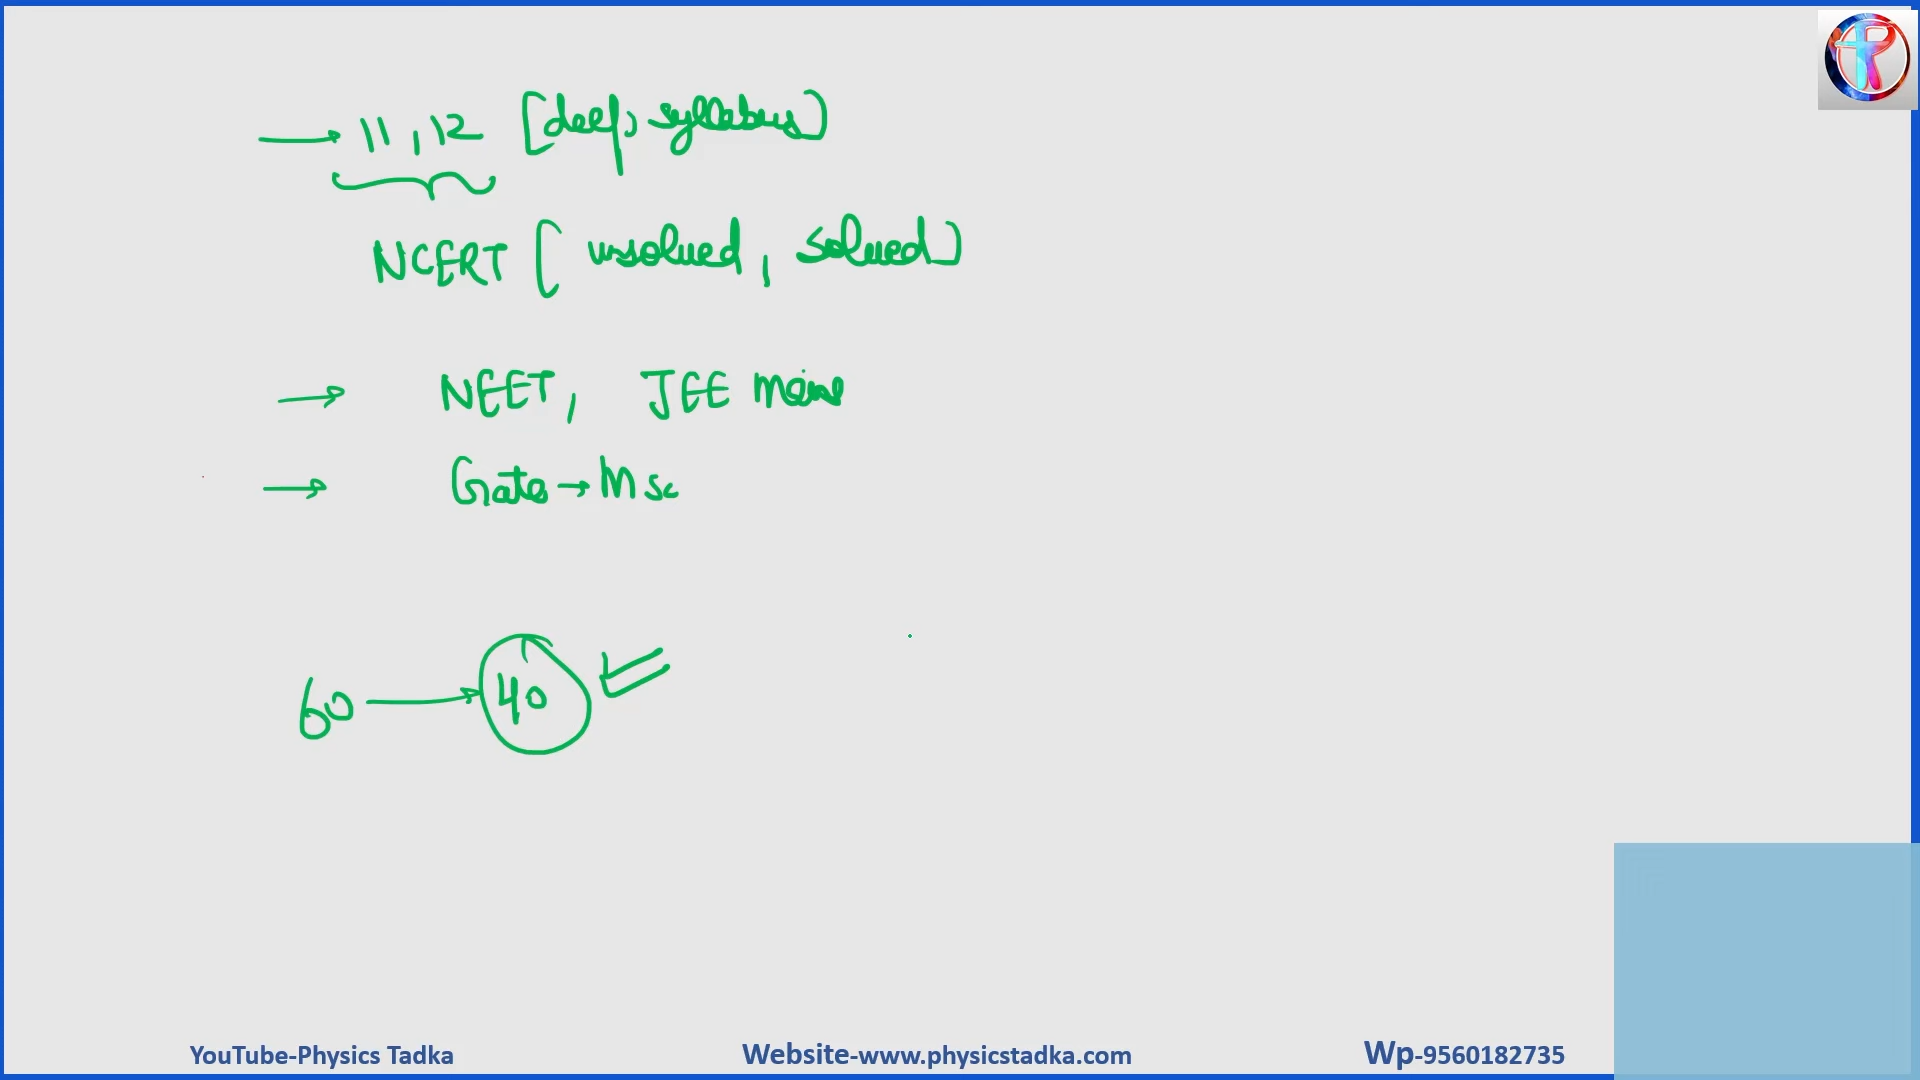 → 11, 12 [deep, syllabus]
NCERT [unsolved, solved]
→ NEET, JEE mains
→ Gate → Msc
60 → 40
YouTube-Physics Tadka Website-www.physicstadka.com Wp-9560182735